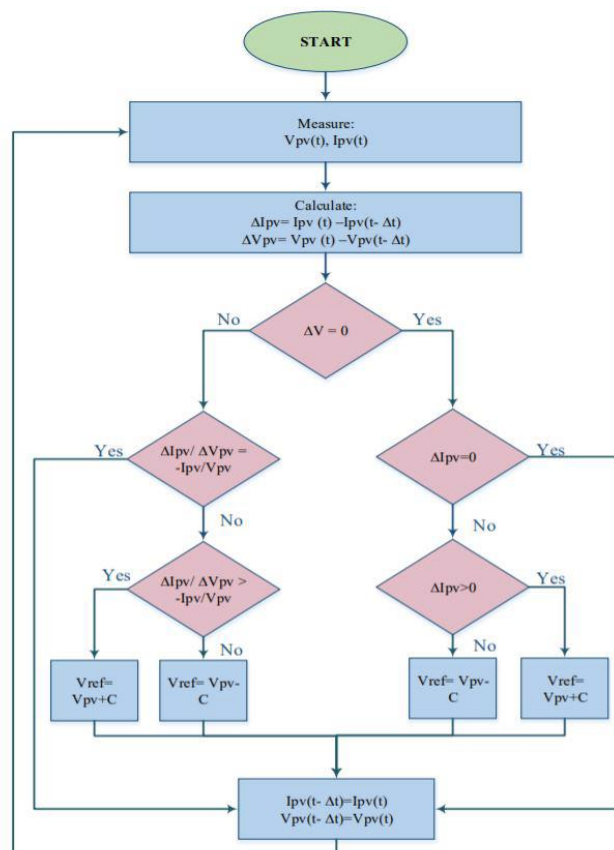 START
Measure:
Vpv(t), Ipv(t)
Calculate:
ΔIpv= Ipv (t) –Ipv(t- Δt)
ΔVpv= Vpv (t) –Vpv(t- Δt)
ΔV = 0
No
Yes
ΔIpv/ ΔVpv =
-Ipv/Vpv
Yes
No
ΔIpv=0
Yes
No
ΔIpv/ ΔVpv >
-Ipv/Vpv
Yes
No
ΔIpv>0
Yes
No
Vref=
Vpv+C
Vref= Vpv-
C
Vref= Vpv-
C
Vref=
Vpv+C
Ipv(t- Δt)=Ipv(t)
Vpv(t- Δt)=Vpv(t)